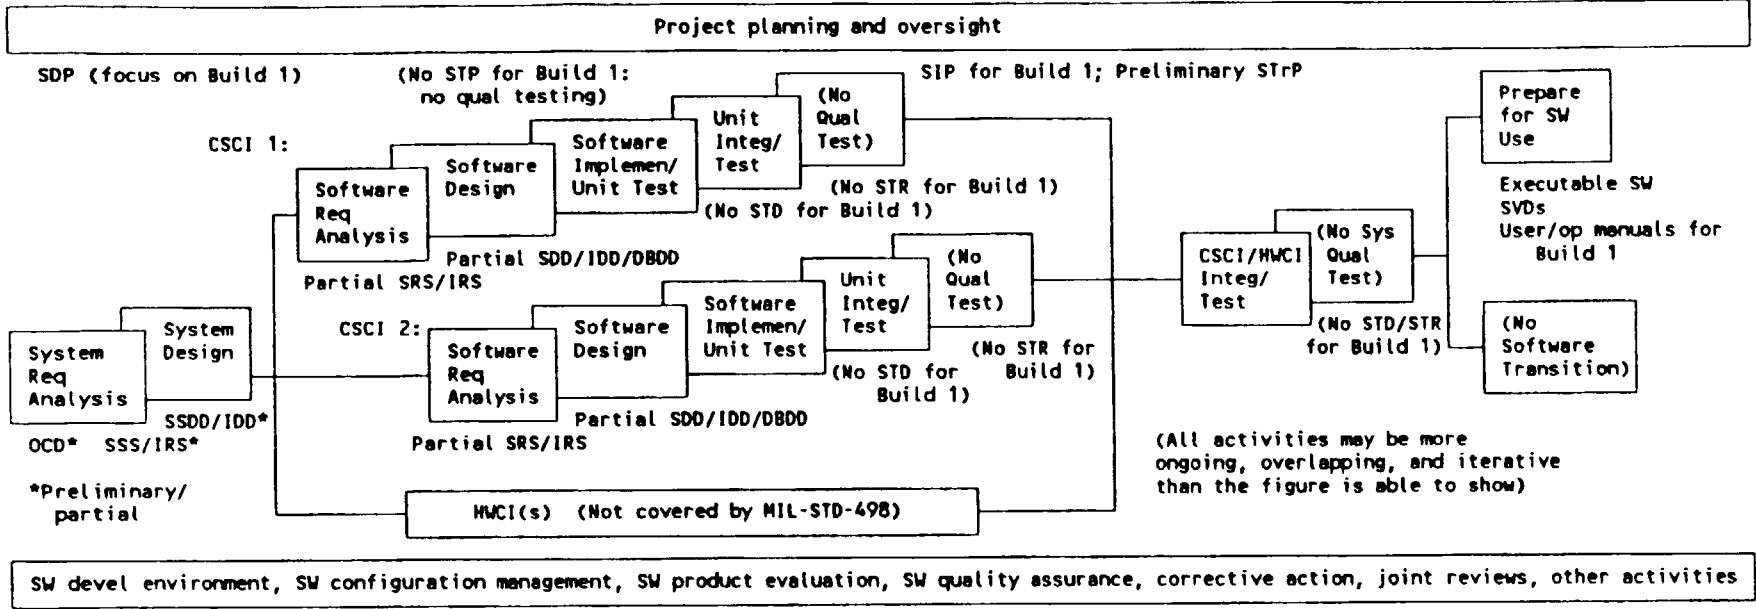 Project planning and oversight
SDP (focus on Build 1)
(No STP for Build 1:
no qual testing)
SIP for Build 1; Preliminary STrP
CSCI 1:
Software
Req
Analysis
Software
Design
Software
Implemen/
Unit Test
Unit
Integ/
Test
(No
Qual
Test)
(No STR for Build 1)
(No STD for Build 1)
Partial SDD/IDD/DBDD
Partial SRS/IRS
System
Req
Analysis
System
Design
SSDD/IDD*
OCD* SSS/IRS*
*Preliminary/
partial
CSCI 2:
Software
Req
Analysis
Software
Design
Software
Implemen/
Unit Test
Unit
Integ/
Test
(No
Qual
Test)
(No STR for
Build 1)
(No STD for
Build 1)
Partial SDD/IDD/DBDD
Partial SRS/IRS
HWCI(s) (Not covered by MIL-STD-498)
CSCI/HWCI
Integ/
Test
(No Sys
Qual
Test)
(No STD/STR
for Build 1)
Prepare
for SW
Use
Executable SW
SVDs
User/op manuals for
Build 1
(No
Software
Transition)
(All activities may be more
ongoing, overlapping, and iterative
than the figure is able to show)
SW devel environment, SW configuration management, SW product evaluation, SW quality assurance, corrective action, joint reviews, other activities